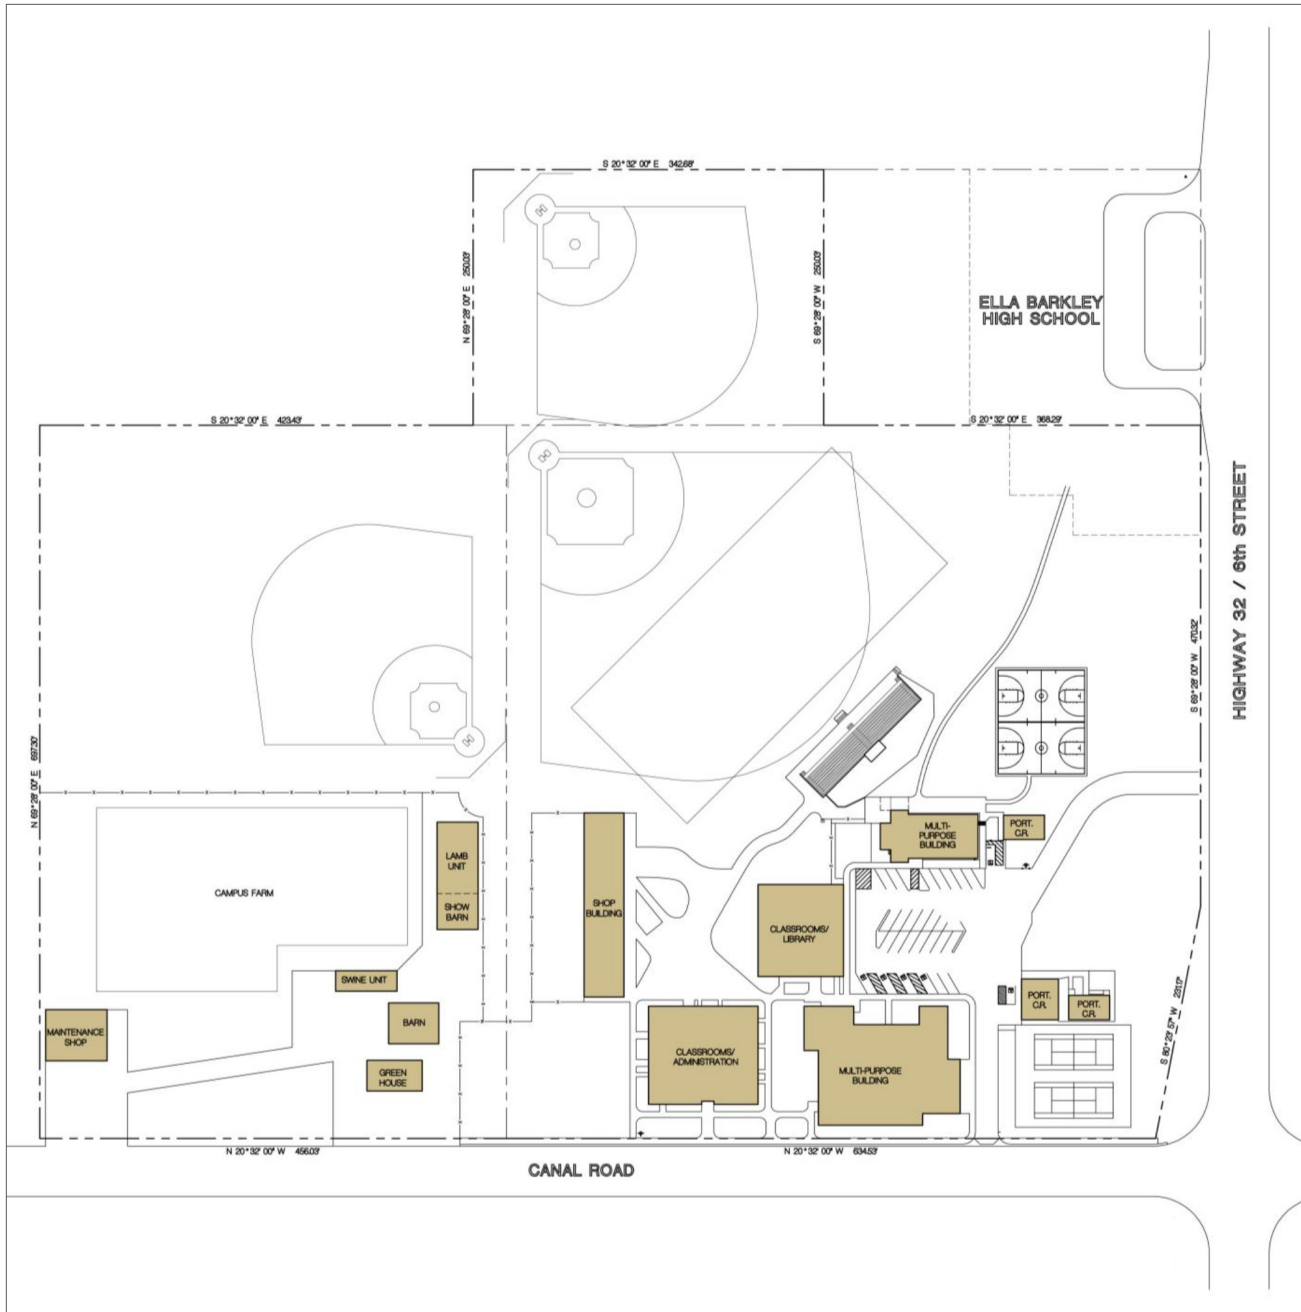 S 20°32' 00" E 342.68'
N 69°28' 00" E 250.03'
S 69°28' 00" W 250.03'
ELLA BARKLEY
HIGH SCHOOL
S 20°32' 00" E 423.43'
S 20°32' 00" E 368.29'
HIGHWAY 32 / 6th STREET
S 69°28' 00" W 470.32'
N 69°28' 00" E 697.30'
MULTI-
PURPOSE
BUILDING
PORT.
C.R.
LAMB
UNIT
SHOW
BARN
CAMPUS FARM
SHOP
BUILDING
CLASSROOMS/
LIBRARY
SWINE UNIT
BARN
MAINTENANCE
SHOP
GREEN
HOUSE
CLASSROOMS/
ADMINISTRATION
MULTI-PURPOSE
BUILDING
PORT.
C.R.
PORT.
C.R.
S 80°23' 57" W 231.17'
N 20°32' 00" W 456.03'
N 20°32' 00" W 634.53'
CANAL ROAD